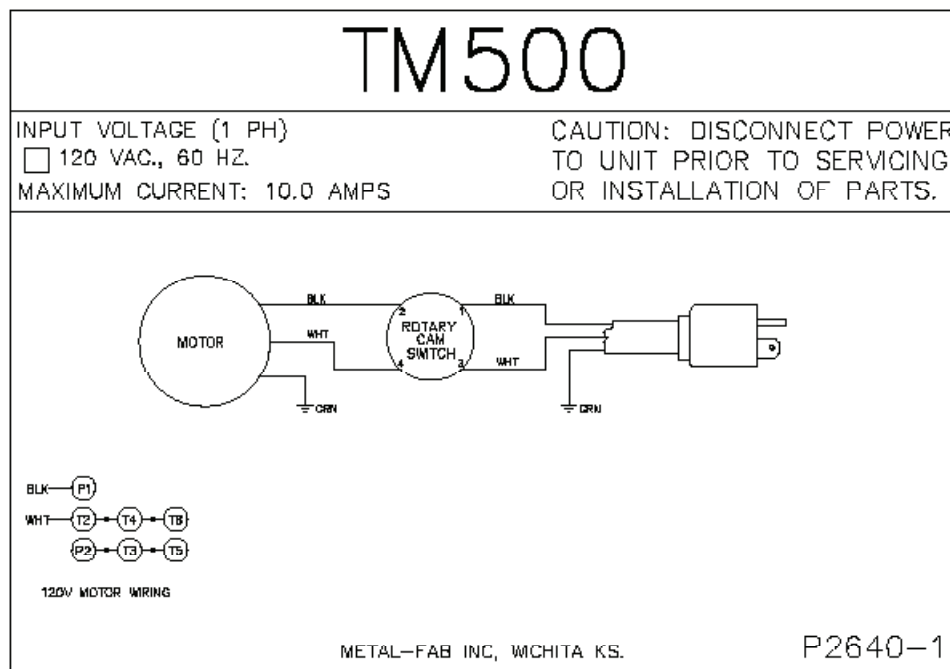 TM500
INPUT VOLTAGE (1 PH)
120 VAC., 60 HZ.
MAXIMUM CURRENT: 10.0 AMPS
CAUTION: DISCONNECT POWER
TO UNIT PRIOR TO SERVICING
OR INSTALLATION OF PARTS.
BLK
BLK
2
1
MOTOR
WHT
ROTARY
CAM
SWITCH
4
3
WHT
GRN
GRN
BLK P1
WHT T2 T4 T8
P2 T3 T5
120V MOTOR WIRING
METAL-FAB INC, WICHITA KS.
P2640-1